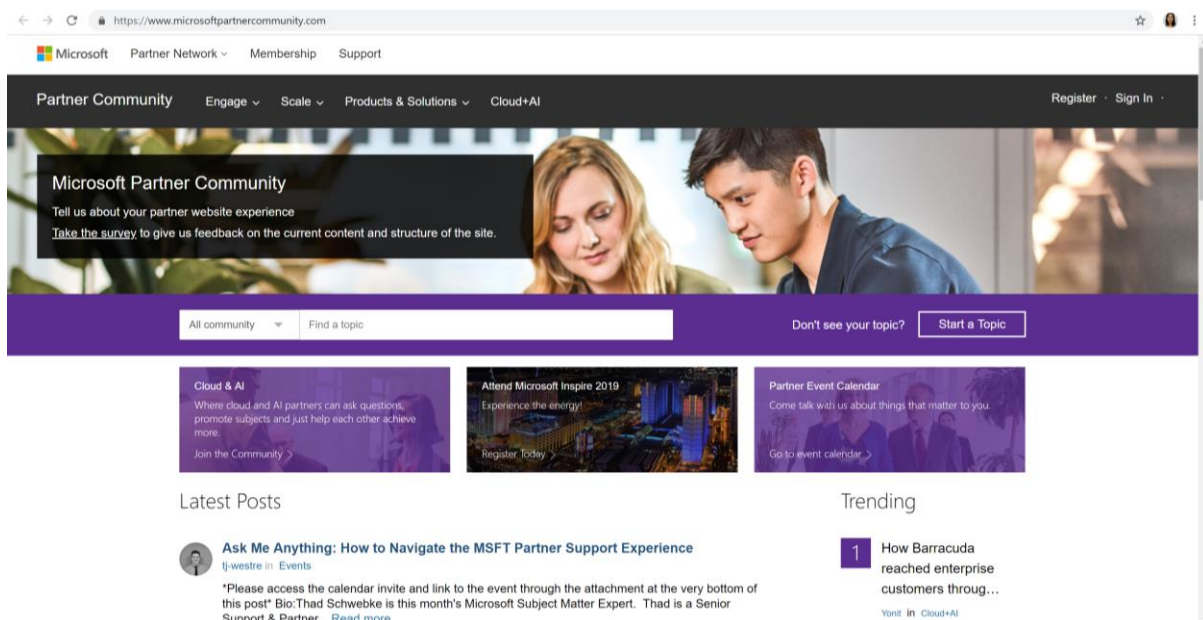 https://www.microsoftpartnercommunity.com
Microsoft Partner Network Membership Support
Partner Community Engage Scale Products & Solutions Cloud+AI Register · Sign In ·
Microsoft Partner Community
Tell us about your partner website experience
Take the survey to give us feedback on the current content and structure of the site.
All community Find a topic Don't see your topic? Start a Topic
Cloud & AI
Where cloud and AI partners can ask questions,
promote subjects and just help each other achieve
more.
Join the Community >
Attend Microsoft Inspire 2019
Experience the energy!
Register Today >
Partner Event Calendar
Come talk with us about things that matter to you.
Go to event calendar >
Latest Posts
Ask Me Anything: How to Navigate the MSFT Partner Support Experience
tj-westre in Events
*Please access the calendar invite and link to the event through the attachment at the very bottom of
this post* Bio:Thad Schwebke is this month's Microsoft Subject Matter Expert. Thad is a Senior
Support & Partner... Read more
Trending
1
How Barracuda
reached enterprise
customers throug...
Yonit in Cloud+AI